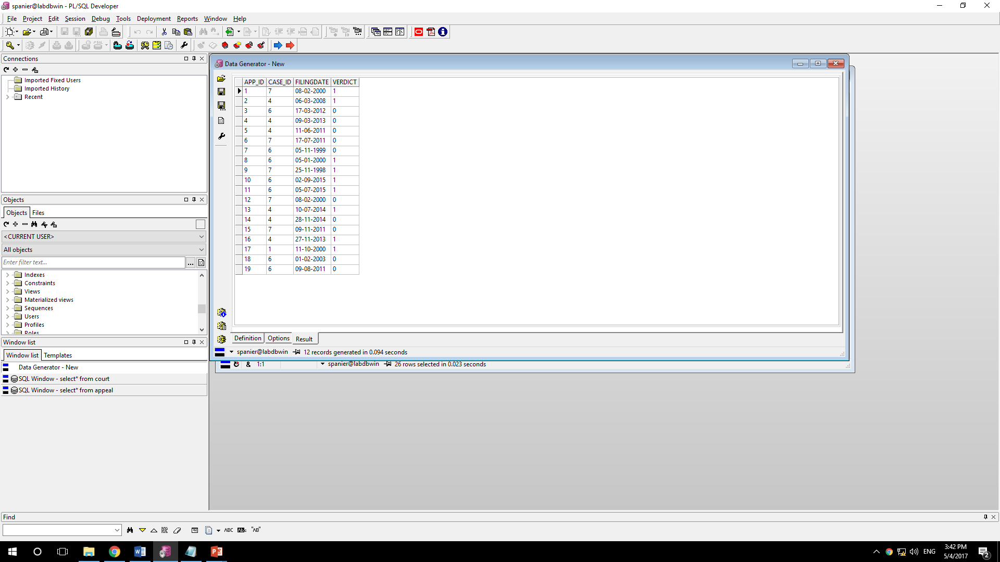 spanier@labdbwin - PL/SQL Developer
File Project Edit Session Debug Tools Deployment Reports Window Help
Connections
Imported Fixed Users
Imported History
Recent
Objects
Objects Files
<CURRENT USER>
All objects
Enter filter text...
Indexes
Constraints
Views
Materialized views
Sequences
Users
Profiles
Roles
Window list
Window list Templates
Data Generator - New
SQL Window - select* from court
SQL Window - select* from appeal
Data Generator - New
APP_ID CASE_ID FILINGDATE VERDICT
1 7 08-02-2000 1
2 4 06-03-2008 1
3 6 17-03-2012 0
4 4 09-03-2013 0
5 4 11-06-2011 0
6 7 17-07-2011 0
7 6 05-11-1999 0
8 6 05-01-2000 1
9 7 25-11-1998 1
10 6 02-09-2015 1
11 6 05-07-2015 1
12 7 08-02-2000 0
13 4 10-07-2014 1
14 4 28-11-2014 0
15 7 09-11-2011 0
16 4 27-11-2013 1
17 1 11-10-2000 1
18 6 01-02-2003 0
19 6 09-08-2011 0
Definition Options Result
spanier@labdbwin 12 records generated in 0.094 seconds
& 1:1 spanier@labdbwin 26 rows selected in 0.023 seconds
Find
ABC ABc "AB"
ENG
3:42 PM
5/4/2017
2